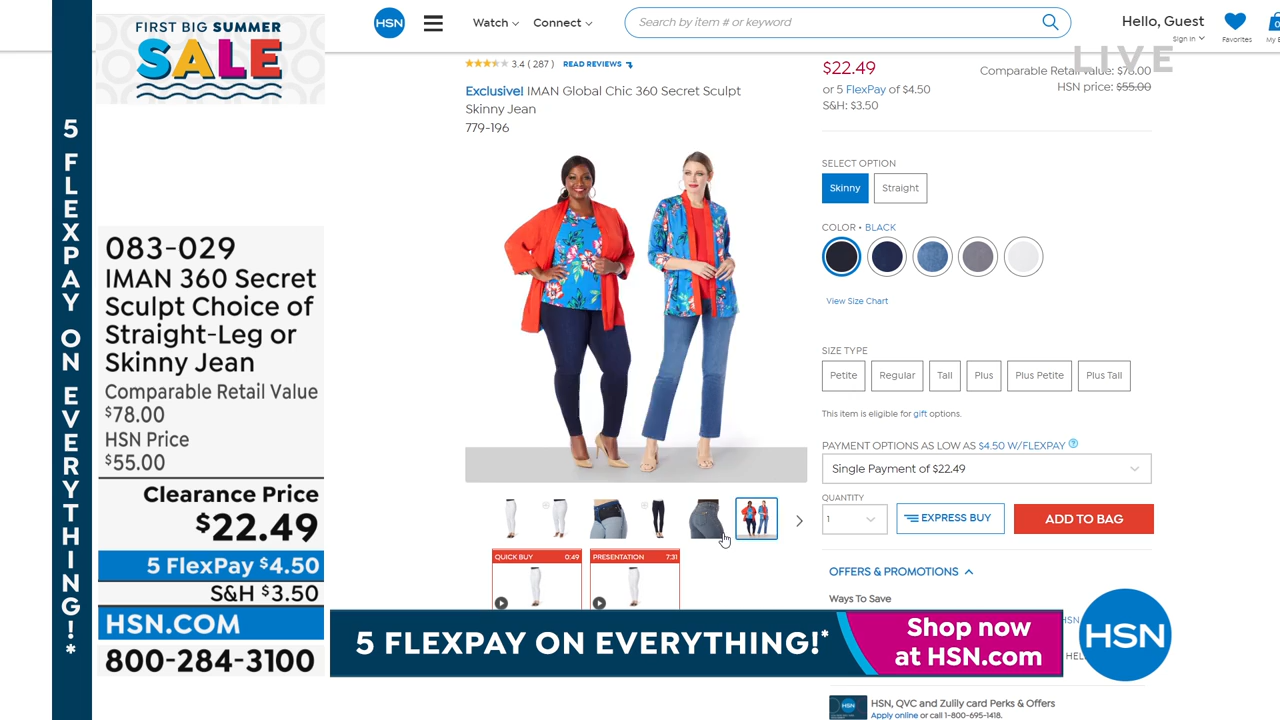 FIRST BIG SUMMER
SALE
5 FLEXPAY ON EVERYTHING!*
083-029
IMAN 360 Secret
Sculpt Choice of
Straight-Leg or
Skinny Jean
Comparable Retail Value
$78.00
HSN Price
$55.00
Clearance Price
$22.49
5 FlexPay $4.50
S&H $3.50
HSN.COM
800-284-3100
HSN
Watch
Connect
Search by item # or keyword
Hello, Guest
Sign In
Favorites
0
LIVE
3.4 ( 287 ) READ REVIEWS
Exclusive! IMAN Global Chic 360 Secret Sculpt
Skinny Jean
779-196
$22.49
or 5 FlexPay of $4.50
S&H: $3.50
Comparable Retail Value: $78.00
HSN price: $55.00
SELECT OPTION
Skinny
Straight
COLOR • BLACK
View Size Chart
SIZE TYPE
Petite
Regular
Tall
Plus
Plus Petite
Plus Tall
This item is eligible for gift options.
PAYMENT OPTIONS AS LOW AS $4.50 W/FLEXPAY ?
Single Payment of $22.49
QUANTITY
1
EXPRESS BUY
ADD TO BAG
QUICK BUY 0:49
PRESENTATION 7:31
OFFERS & PROMOTIONS
Ways To Save
5 FLEXPAY ON EVERYTHING!*
Shop now
at HSN.com
HSN
HSN
HSN, QVC and Zulily card Perks & Offers
Apply online or call 1-800-695-1418.